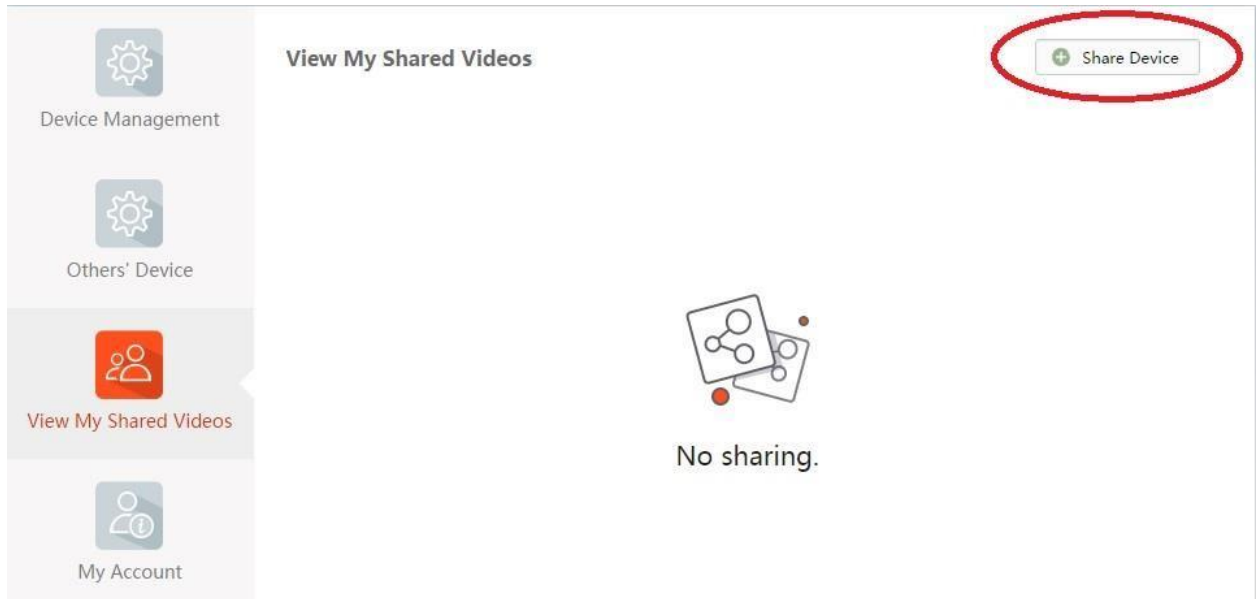 Device Management
Others' Device
View My Shared Videos
My Account
View My Shared Videos
Share Device
No sharing.